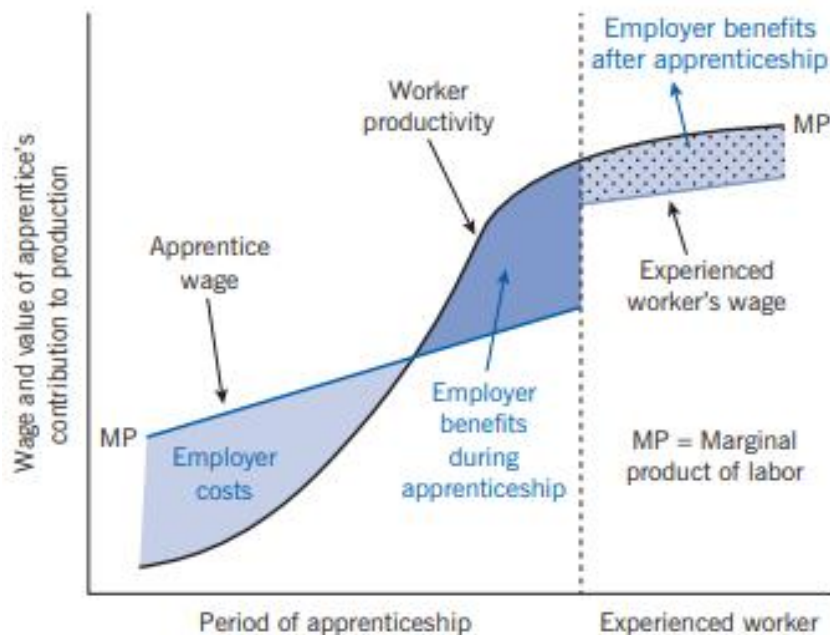 Employer benefits
after apprenticeship
Worker
productivity
MP
Apprentice
wage
Experienced
worker's wage
Wage and value of apprentice's
contribution to production
MP
Employer
costs
Employer
benefits
during
apprenticeship
MP = Marginal
product of labor
Period of apprenticeship
Experienced worker